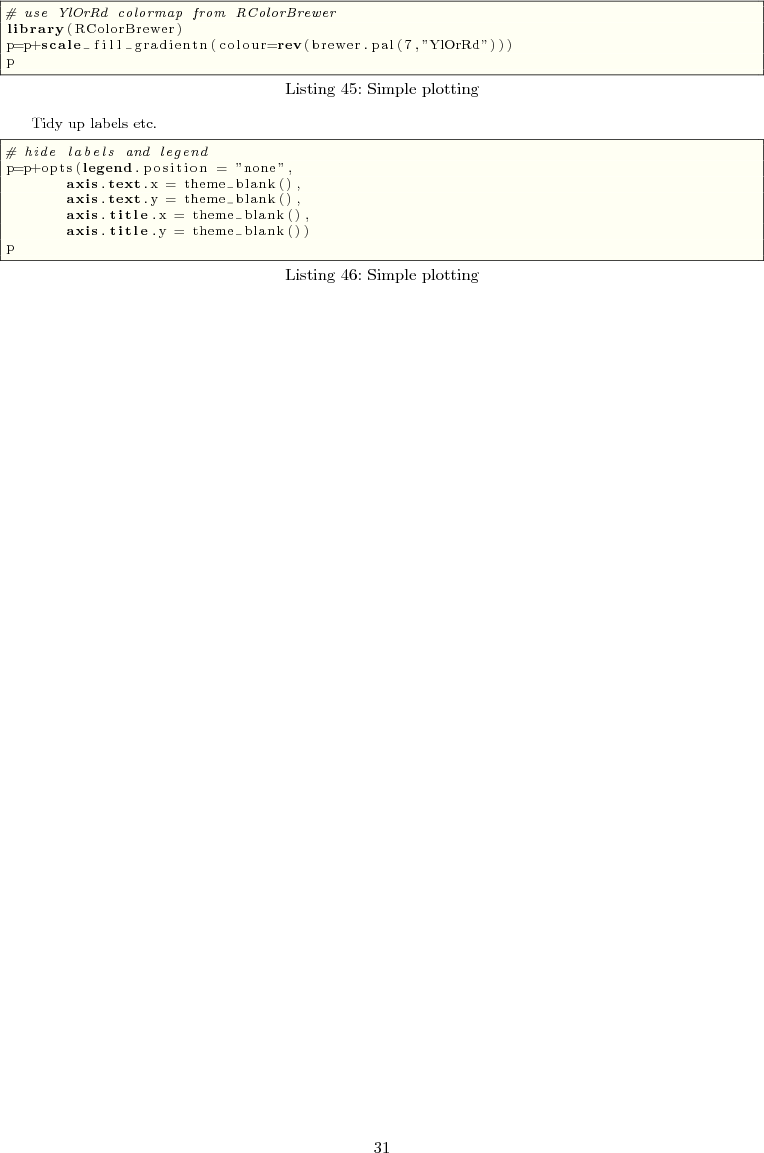 # use YlOrRd colormap from RColorBrewer
library(RColorBrewer)
p=p+scale_fill_gradientn(colour=rev(brewer.pal(7,"YlOrRd")))
p
Listing 45: Simple plotting
Tidy up labels etc.
# hide labels and legend
p=p+opts(legend.position = "none",
axis.text.x = theme_blank(),
axis.text.y = theme_blank(),
axis.title.x = theme_blank(),
axis.title.y = theme_blank())
p
Listing 46: Simple plotting
31